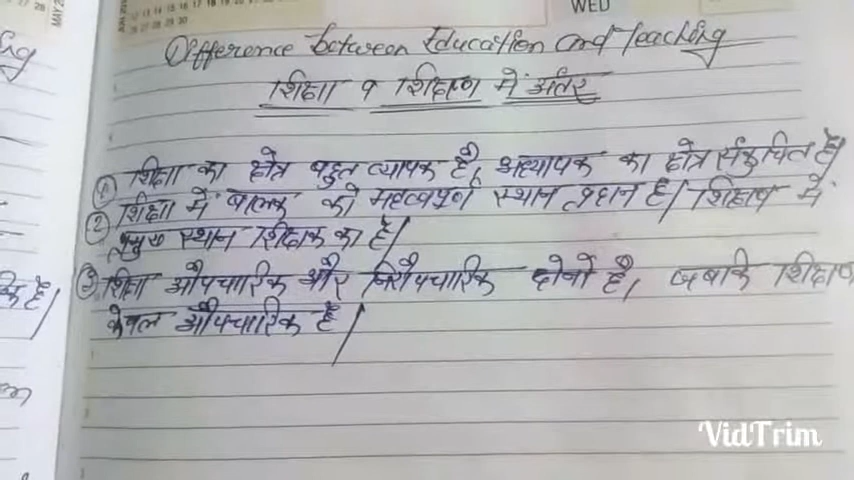 WED
Difference between Education and Teaching
शिक्षा व शिक्षण में अंतर
① शिक्षा का क्षेत्र बहुत व्यापक है, अध्यापक का क्षेत्र संकुचित है।
② शिक्षा में बालक को महत्वपूर्ण स्थान प्रदान है। शिक्षण में
प्रमुख स्थान शिक्षक का है।
③ शिक्षा औपचारिक और निरौपचारिक दोनों है, जबकि शिक्षण
केवल औपचारिक है।
VidTrim